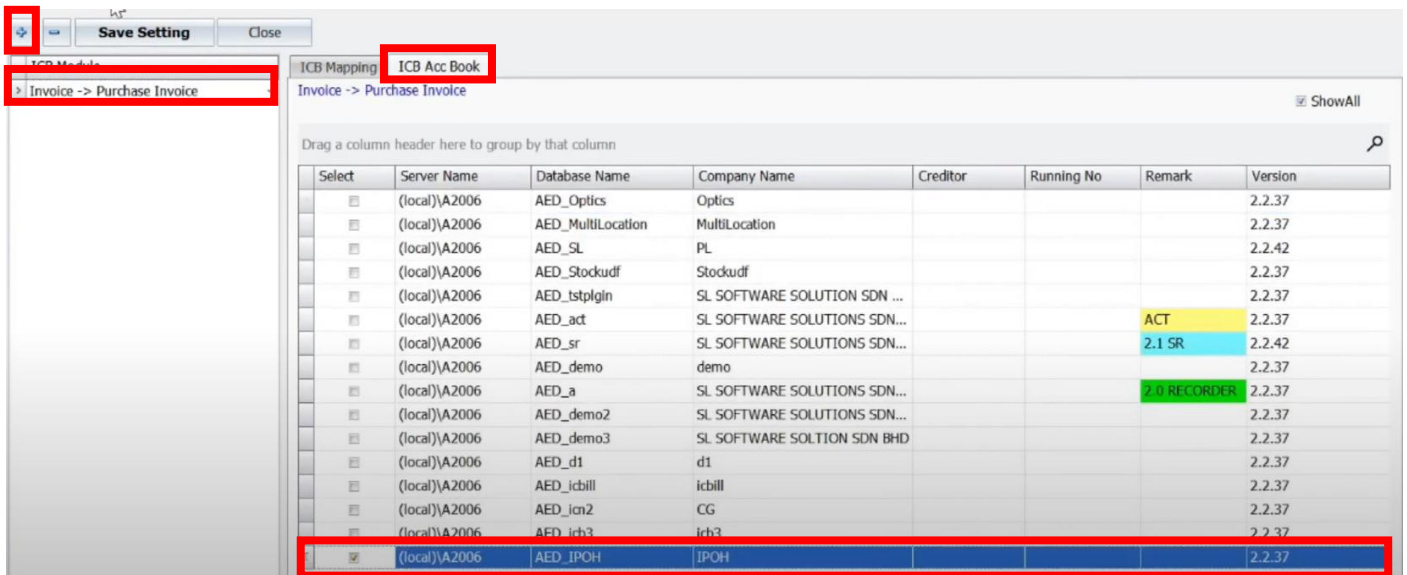 Save Setting Close
ICB Module
ICB Mapping ICB Acc Book
Invoice -> Purchase Invoice
Invoice -> Purchase Invoice
ShowAll
Drag a column header here to group by that column
Select Server Name Database Name Company Name Creditor Running No Remark Version
(local)\A2006 AED_Optics Optics 2.2.37
(local)\A2006 AED_MultiLocation MultiLocation 2.2.37
(local)\A2006 AED_SL PL 2.2.42
(local)\A2006 AED_Stockudf Stockudf 2.2.37
(local)\A2006 AED_tstplgin SL SOFTWARE SOLUTION SDN ... 2.2.37
(local)\A2006 AED_act SL SOFTWARE SOLUTIONS SDN... ACT 2.2.37
(local)\A2006 AED_sr SL SOFTWARE SOLUTIONS SDN... 2.1 SR 2.2.42
(local)\A2006 AED_demo demo 2.2.37
(local)\A2006 AED_a SL SOFTWARE SOLUTIONS SDN... 2.0 RECORDER 2.2.37
(local)\A2006 AED_demo2 SL SOFTWARE SOLUTIONS SDN... 2.2.37
(local)\A2006 AED_demo3 SL SOFTWARE SOLTION SDN BHD 2.2.37
(local)\A2006 AED_d1 d1 2.2.37
(local)\A2006 AED_icbill icbill 2.2.37
(local)\A2006 AED_icn2 CG 2.2.37
(local)\A2006 AED_icb3 icb3 2.2.37
(local)\A2006 AED_IPOH IPOH 2.2.37